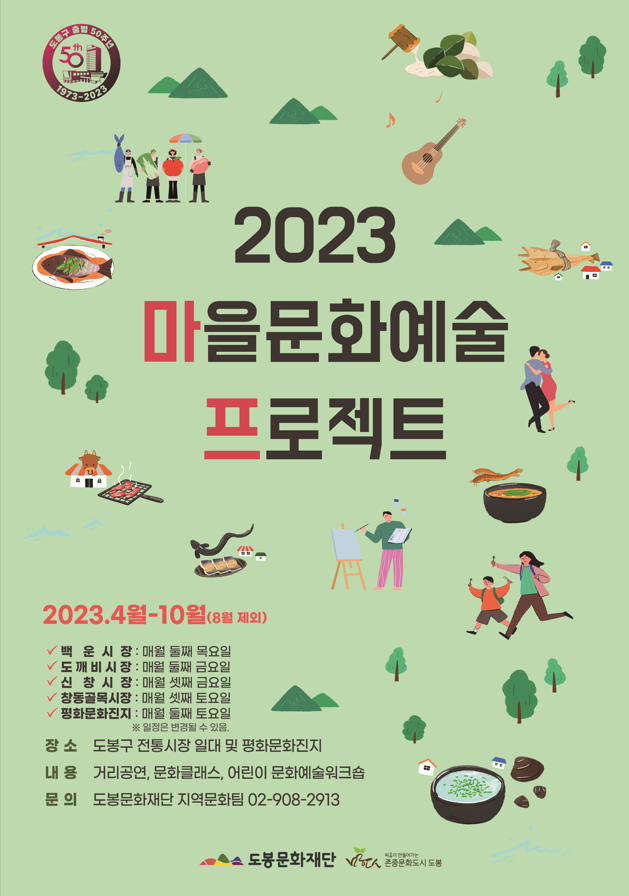 도봉구 출범 50주년
50th
1973-2023
2023
마을문화예술
프로젝트
2023.4월-10월(8월 제외)
백운시장 : 매월 둘째 목요일
도깨비시장 : 매월 둘째 금요일
신창시장 : 매월 셋째 금요일
창동골목시장 : 매월 셋째 토요일
평화문화진지 : 매월 둘째 토요일
※ 일정은 변경될 수 있음.
장소 도봉구 전통시장 일대 및 평화문화진지
내용 거리공연, 문화클래스, 어린이 문화예술워크숍
문의 도봉문화재단 지역문화팀 02-908-2913
도봉문화재단
씨앗이 만들어가는
존중문화도시 도봉